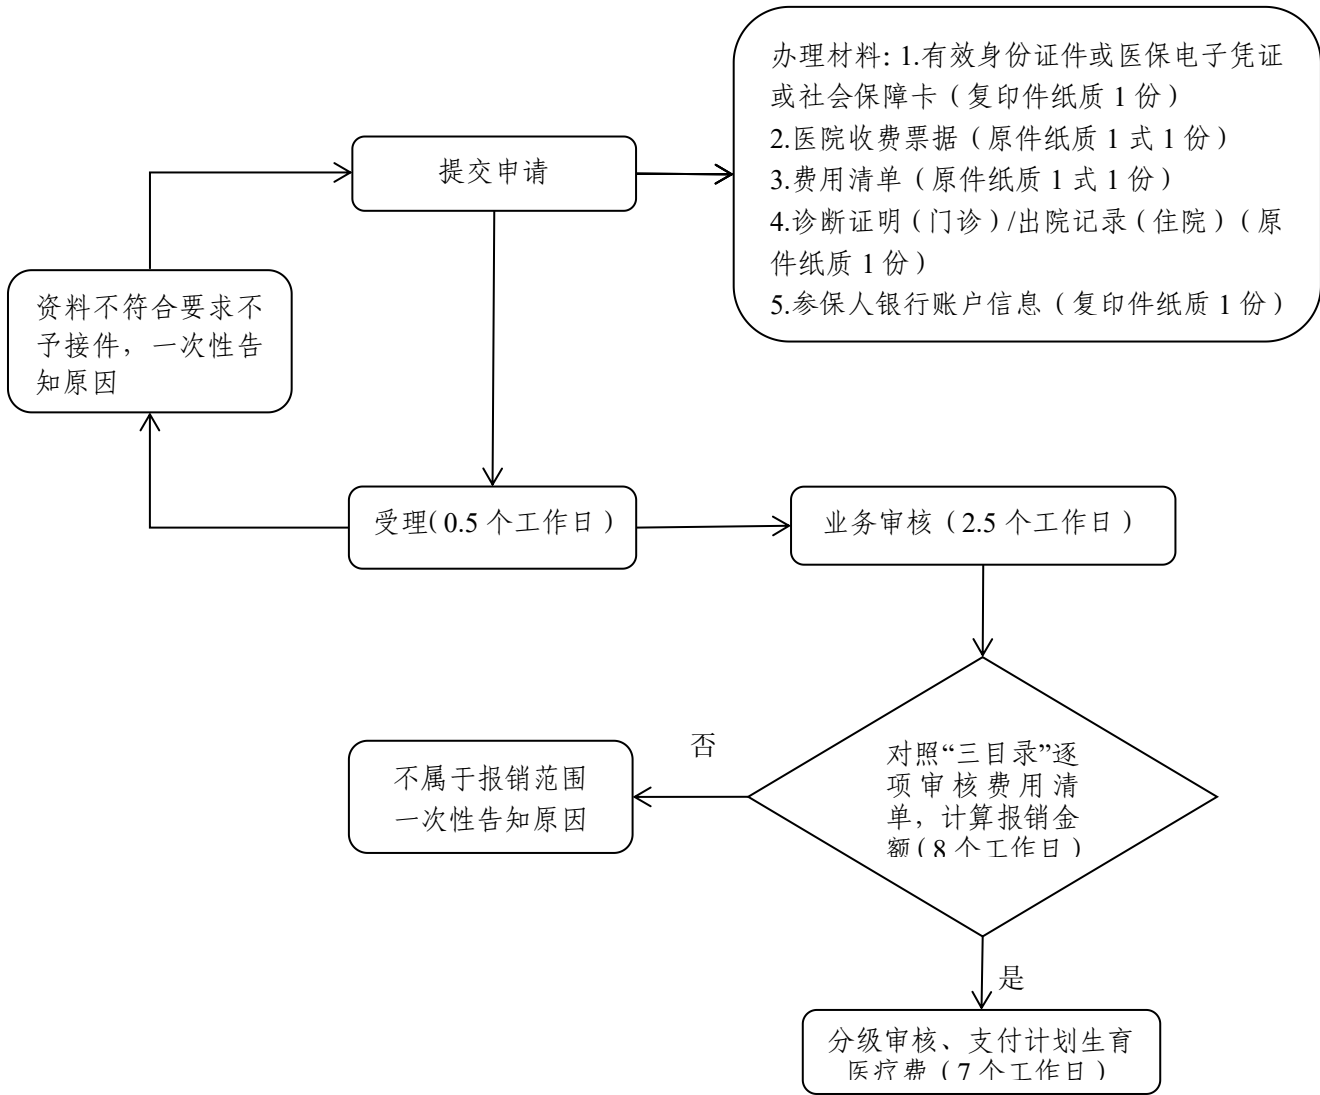 办理材料：1.有效身份证件或医保电子凭证
或社会保障卡（复印件纸质 1 份）
2.医院收费票据（原件纸质 1 式 1 份）
3.费用清单（原件纸质 1 式 1 份）
4.诊断证明（门诊）/出院记录（住院）（原
件纸质 1 份）
5.参保人银行账户信息（复印件纸质 1 份）
提交申请
资料不符合要求不
予接件，一次性告
知原因
受理（0.5 个工作日）
业务审核（2.5 个工作日）
对照“三目录”逐
项审核费用清
单，计算报销金
额（8 个工作日）
否
不属于报销范围
一次性告知原因
是
分级审核、支付计划生育
医疗费（7 个工作日）